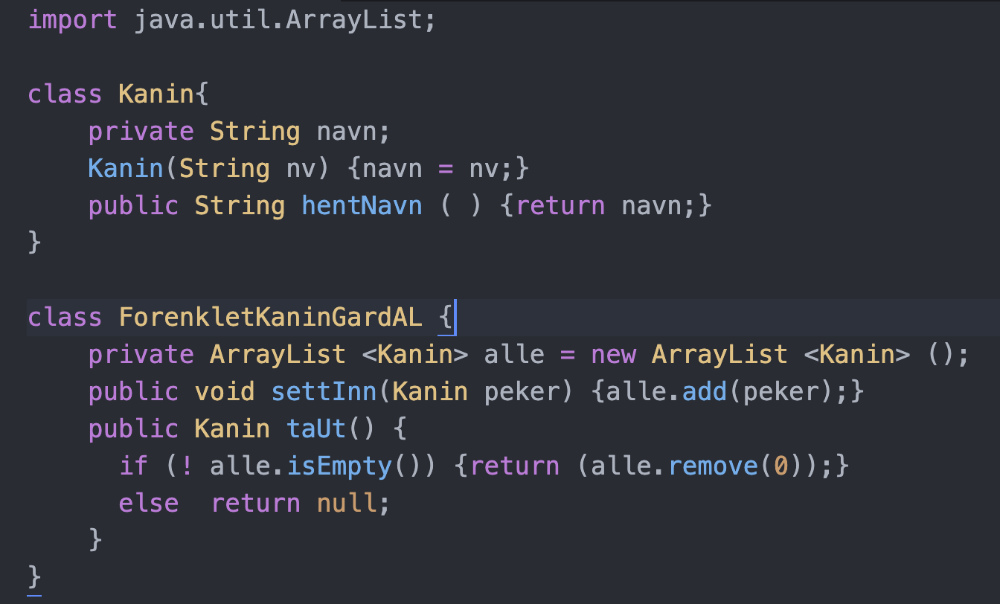 import java.util.ArrayList;
class Kanin{
    private String navn;
    Kanin(String nv) {navn = nv;}
    public String hentNavn ( ) {return navn;}
}
class ForenkletKaninGardAL {
    private ArrayList <Kanin> alle = new ArrayList <Kanin> ();
    public void settInn(Kanin peker) {alle.add(peker);}
    public Kanin taUt() {
      if (! alle.isEmpty()) {return (alle.remove(0));}
      else  return null;
    }
}